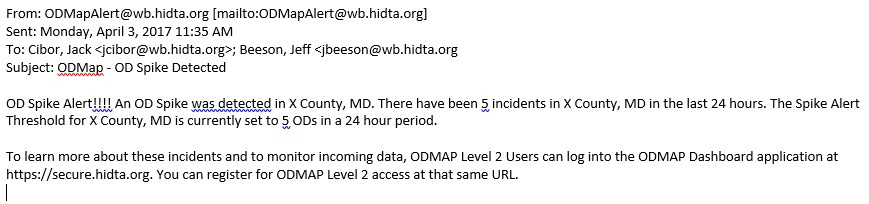 From: ODMapAlert@wb.hidta.org [mailto:ODMapAlert@wb.hidta.org]
Sent: Monday, April 3, 2017 11:35 AM
To: Cibor, Jack <jcibor@wb.hidta.org>; Beeson, Jeff <jbeeson@wb.hidta.org
Subject: ODMap - OD Spike Detected
OD Spike Alert!!!! An OD Spike was detected in X County, MD. There have been 5 incidents in X County, MD in the last 24 hours. The Spike Alert
Threshold for X County, MD is currently set to 5 ODs in a 24 hour period.
To learn more about these incidents and to monitor incoming data, ODMAP Level 2 Users can log into the ODMAP Dashboard application at
https://secure.hidta.org. You can register for ODMAP Level 2 access at that same URL.